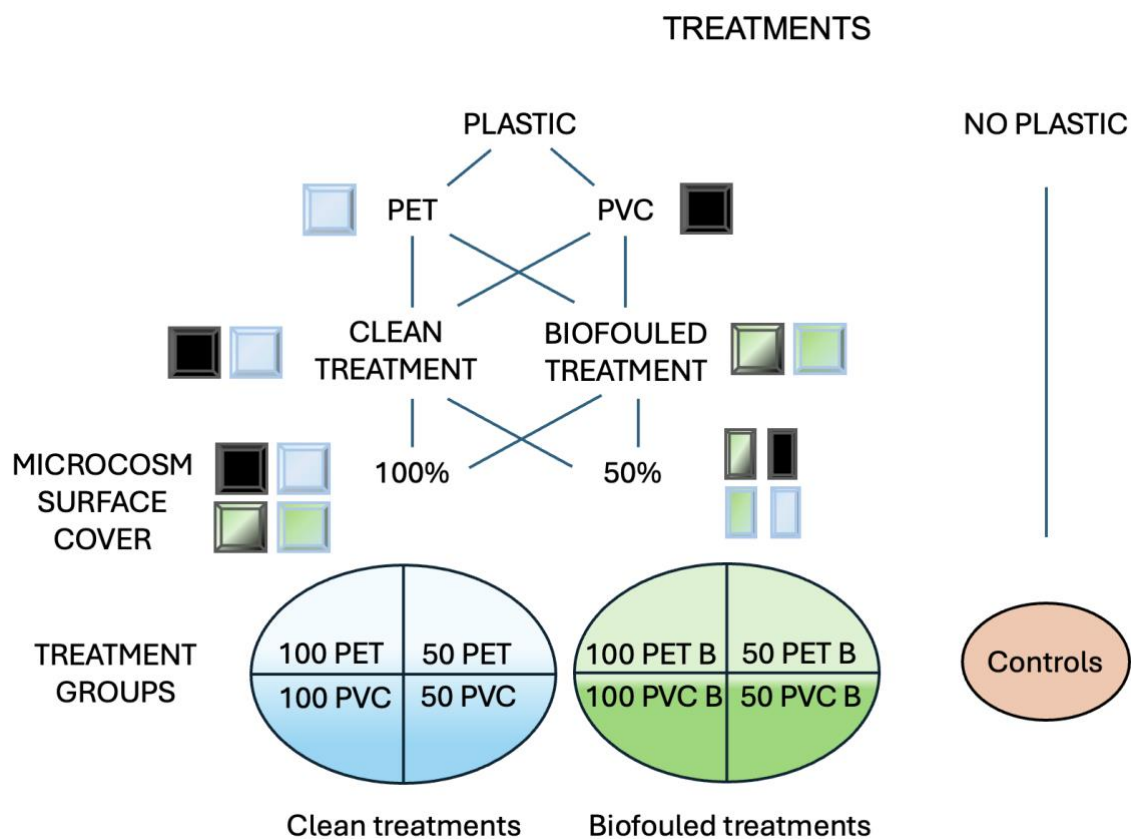 TREATMENTS
PLASTIC
NO PLASTIC
PET
PVC
CLEAN
TREATMENT
BIOFOULED
TREATMENT
MICROCOSM
SURFACE
COVER
100%
50%
TREATMENT
GROUPS
100 PET
50 PET
100 PVC
50 PVC
100 PET B
50 PET B
100 PVC B
50 PVC B
Controls
Clean treatments
Biofouled treatments